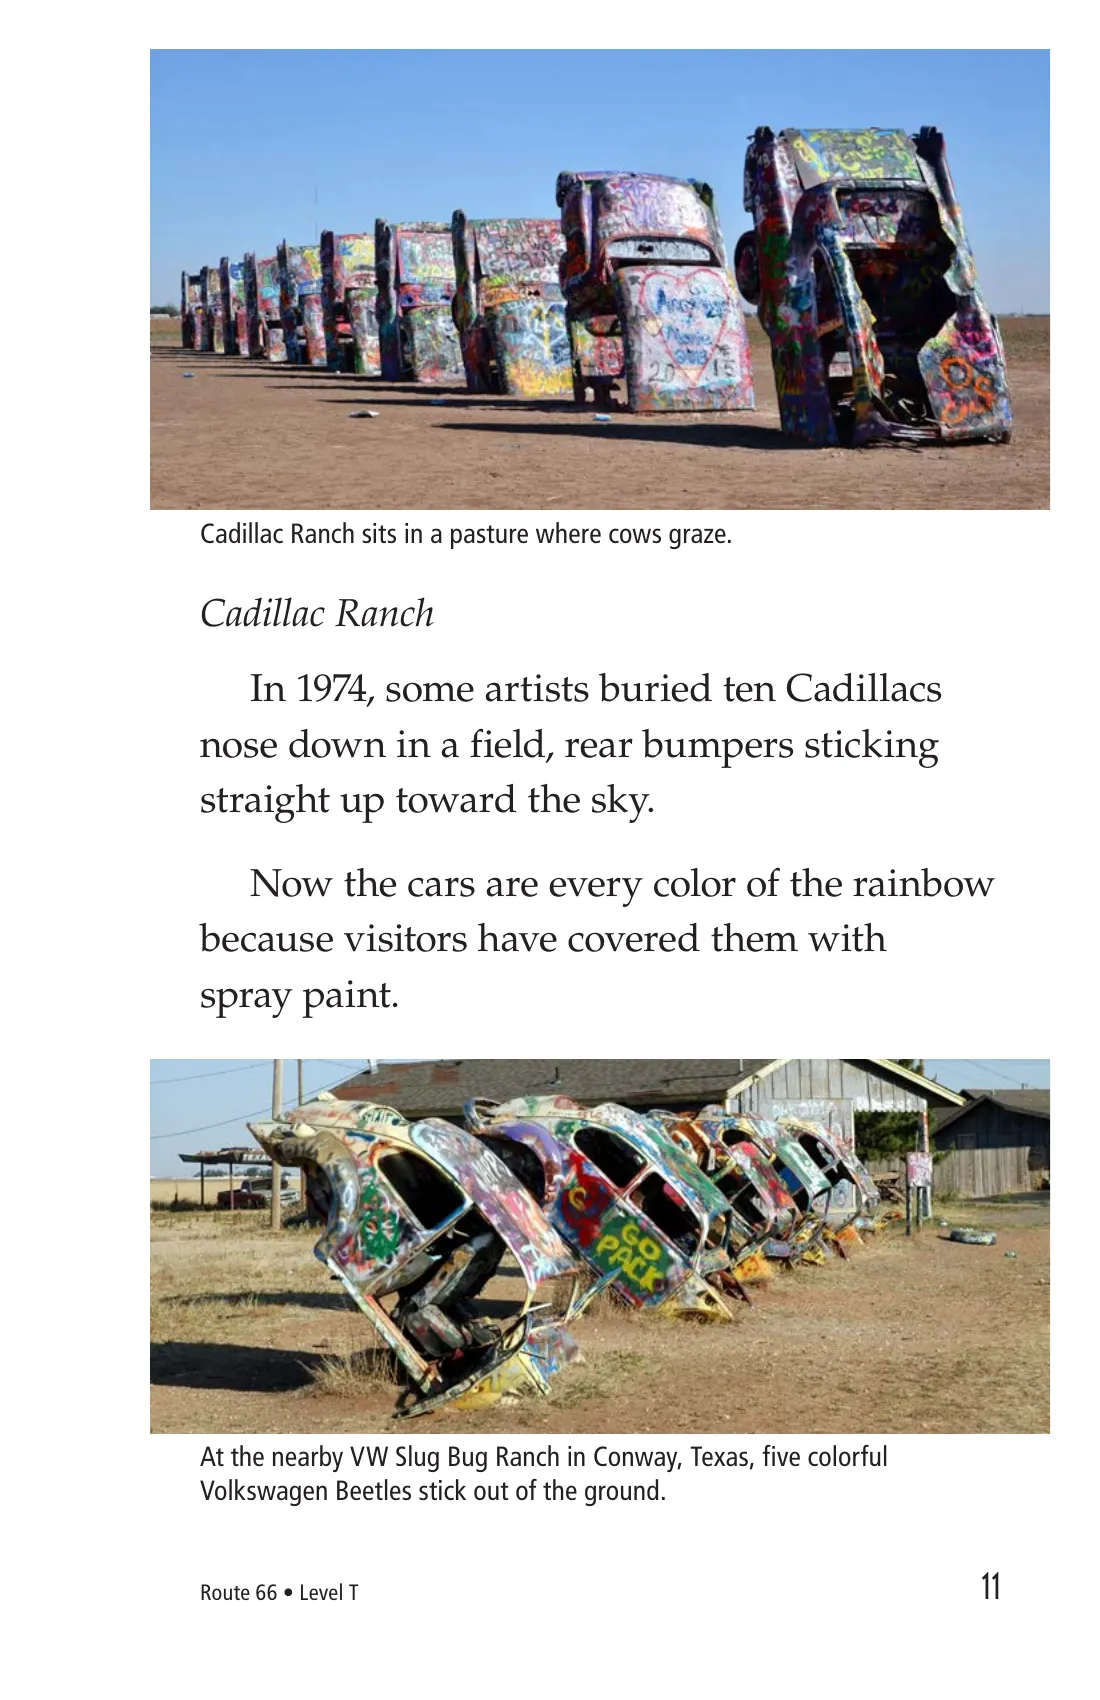 2015
Cadillac Ranch sits in a pasture where cows graze.
Cadillac Ranch
In 1974, some artists buried ten Cadillacs
nose down in a field, rear bumpers sticking
straight up toward the sky.
Now the cars are every color of the rainbow
because visitors have covered them with
spray paint.
TEXAS
GO
PACK
At the nearby VW Slug Bug Ranch in Conway, Texas, five colorful
Volkswagen Beetles stick out of the ground.
Route 66 • Level T
11